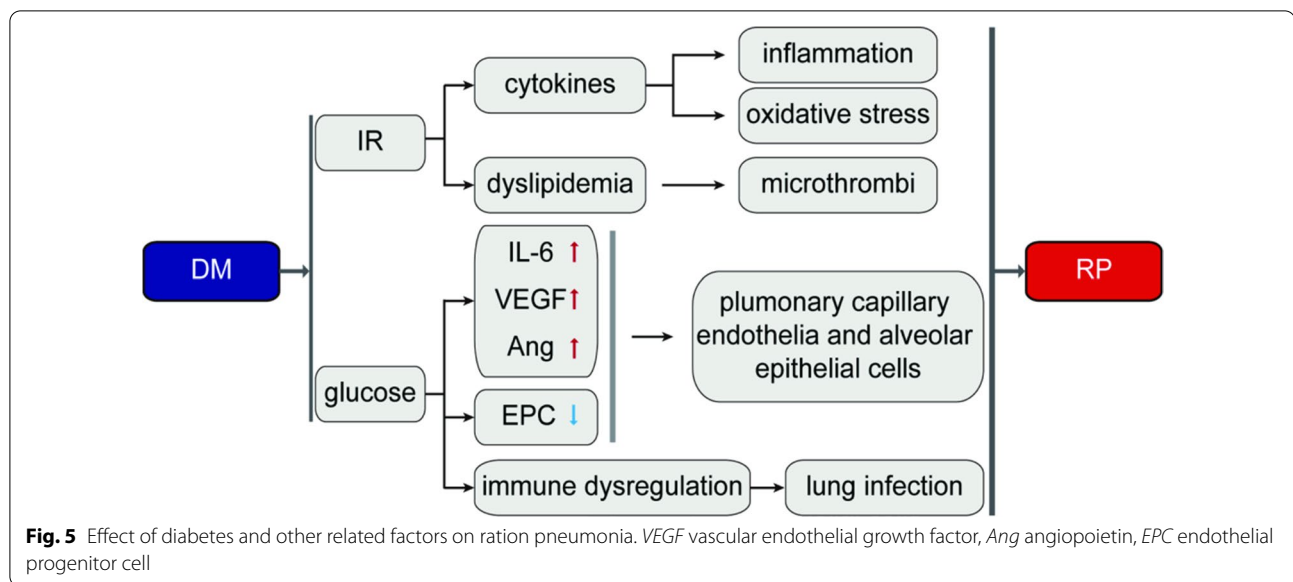 inflammation
cytokines
oxidative stress
IR
dyslipidemia
microthrombi
DM
IL-6 ↑
VEGF ↑
Ang ↑
plumonary capillary
endothelia and alveolar
epithelial cells
RP
glucose
EPC ↓
immune dysregulation
lung infection
Fig. 5 Effect of diabetes and other related factors on ration pneumonia. VEGF vascular endothelial growth factor, Ang angiopoietin, EPC endothelial
progenitor cell